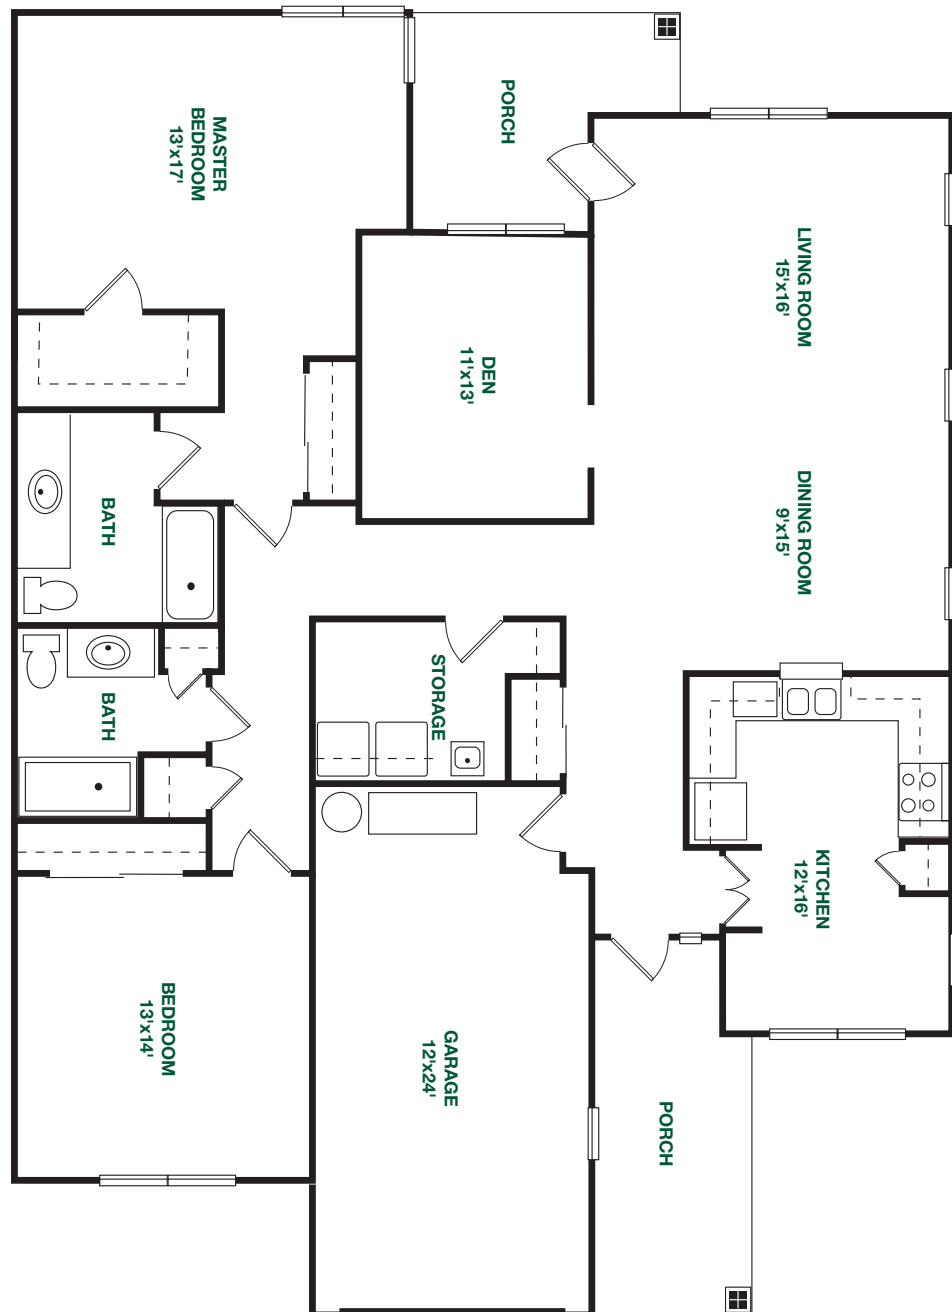 PORCH
MASTER
BEDROOM
13'x17'
LIVING ROOM
15'x16'
DEN
11'x13'
DINING ROOM
9'x15'
BATH
BATH
STORAGE
KITCHEN
12'x16'
BEDROOM
13'x14'
GARAGE
12'x24'
PORCH